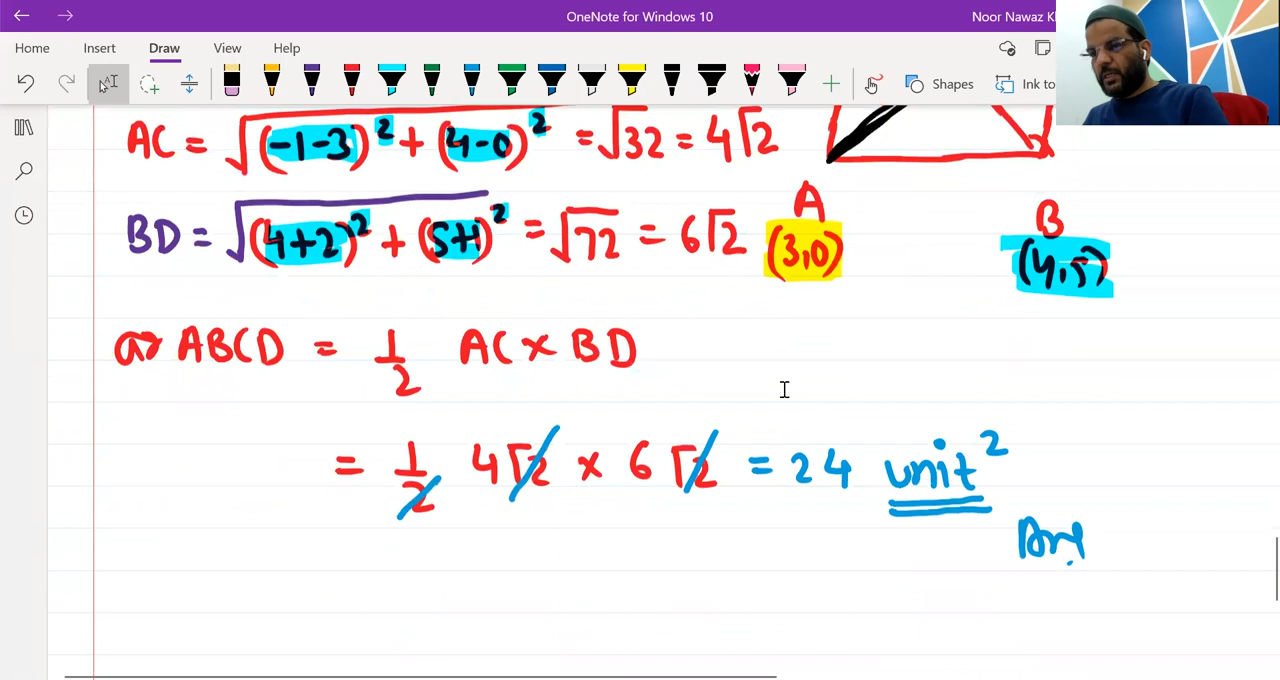 OneNote for Windows 10
Noor Nawaz Kh
Home Insert Draw View Help
Shapes
Ink to
AC = √(-1-3)² + (4-0)² = √32 = 4√2
BD = √(4+2)² + (5+1)² = √72 = 6√2
A
(3,0)
B
(4,5)
ar ABCD = 1/2 AC × BD
= 1/2 4√2 × 6√2 = 24 unit²
Ans